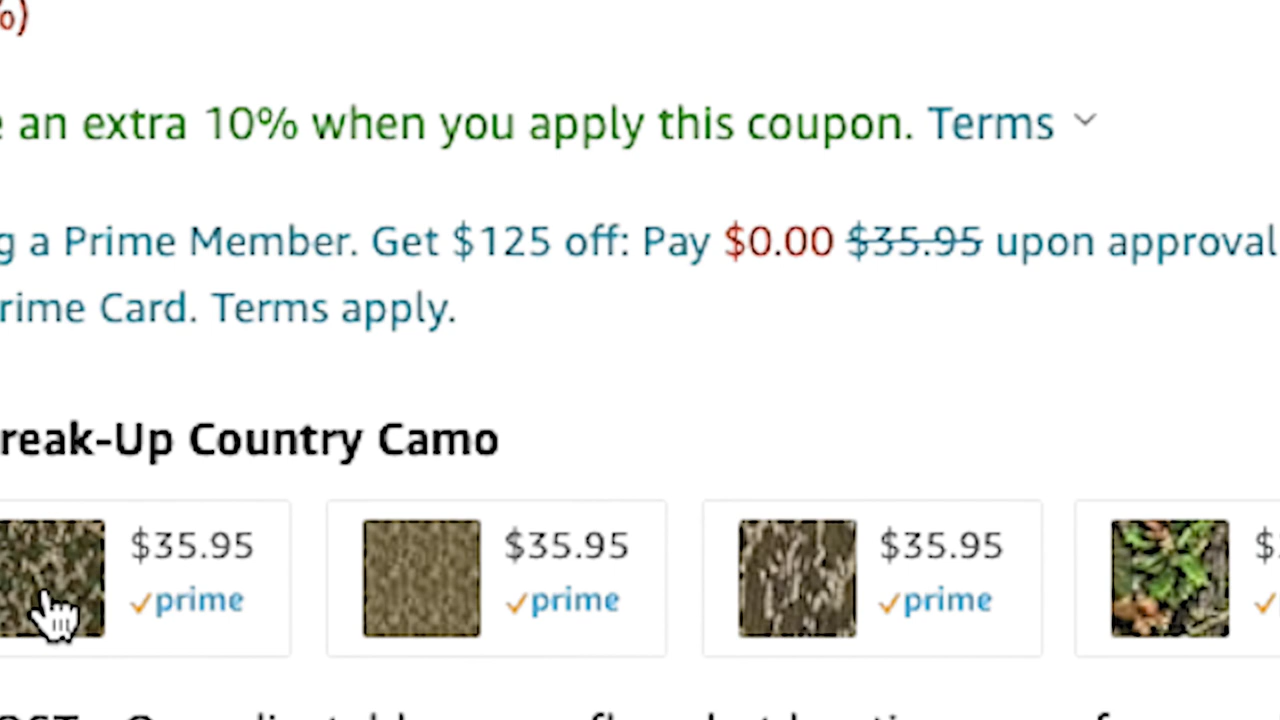 %)
an extra 10% when you apply this coupon. Terms
g a Prime Member. Get $125 off: Pay $0.00 $35.95 upon approval
rime Card. Terms apply.
reak-Up Country Camo
$35.95 $35.95 $35.95 $
prime prime prime